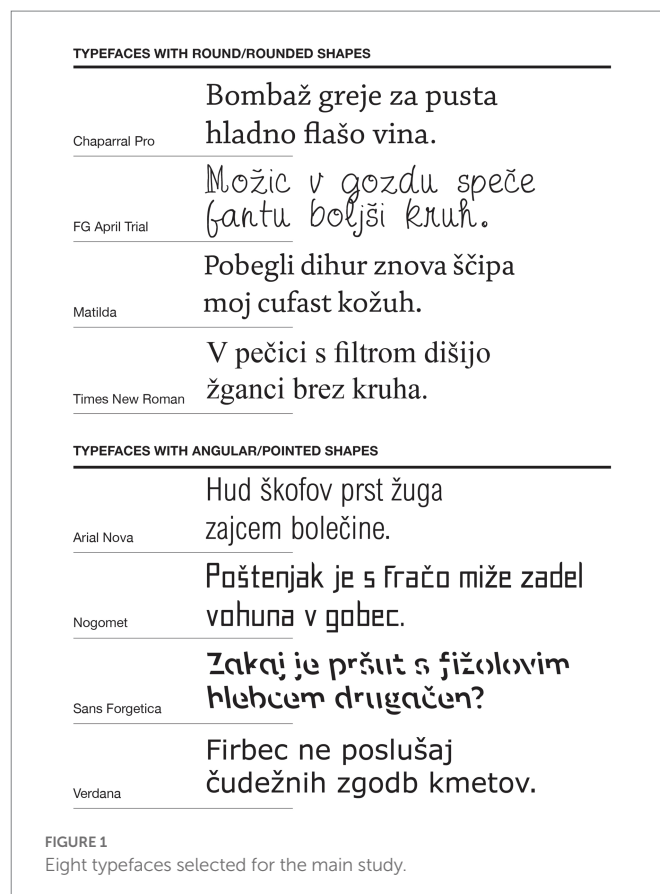 TYPEFACES WITH ROUND/ROUNDED SHAPES
Bombaž greje za pusta
Chaparral Pro hladno flašo vina.
Možic v gozdu speče
FG April Trial fantu boljši kruh.
Pobegli dihur znova ščipa
Matilda moj cufast kožuh.
V pečici s filtrom dišijo
Times New Roman žganci brez kruha.
TYPEFACES WITH ANGULAR/POINTED SHAPES
Hud škofov prst žuga
Arial Nova zajcem bolečine.
Poštenjak je s fračo miže zadel
Nogomet vohuna v gobec.
Zakaj je pršut s fižolovim
Sans Forgetica hlebcem drugačen?
Firbec ne poslušaj
Verdana čudežnih zgodb kmetov.
FIGURE 1
Eight typefaces selected for the main study.